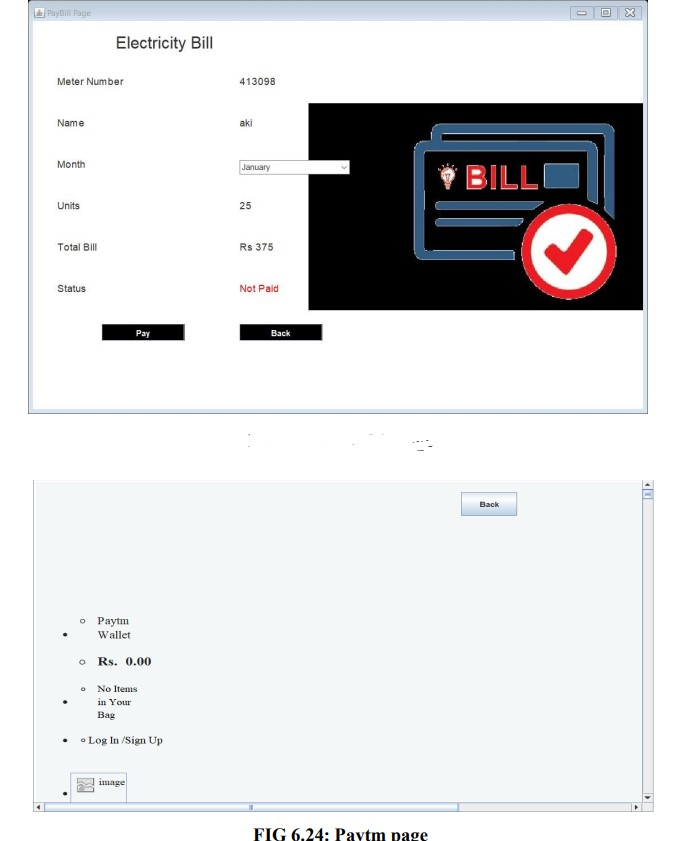 PayBill Page
Electricity Bill
Meter Number 413098
Name aki
Month January
BILL
Units 25
Total Bill Rs 375
Status Not Paid
Pay Back
Back
Paytm
Wallet
Rs. 0.00
No Items
in Your
Bag
Log In /Sign Up
image
FIG 6.24: Paytm page